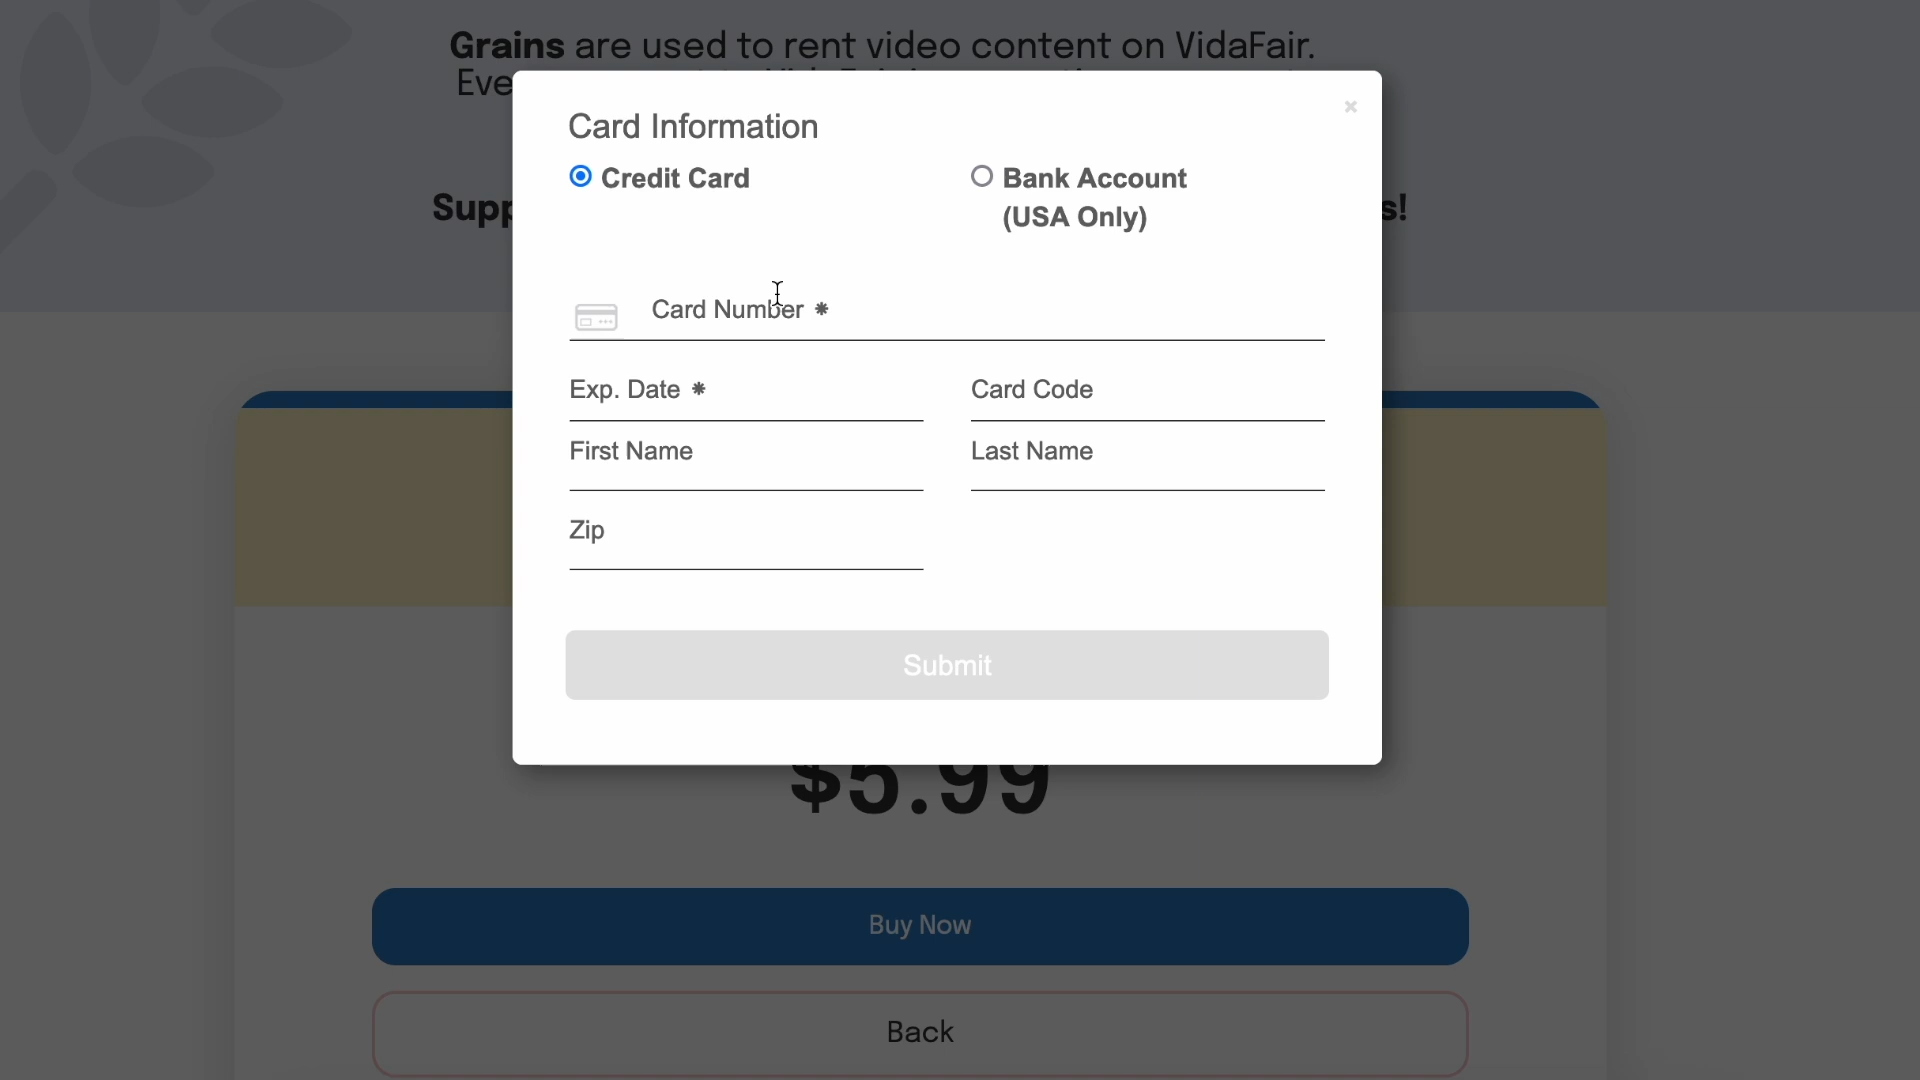 Grains are used to rent video content on VidaFair.
Eve
Supp s!
Card Information
×
Credit Card
Bank Account
(USA Only)
Card Number *
Exp. Date *
Card Code
First Name
Last Name
Zip
Submit
$5.99
Buy Now
Back